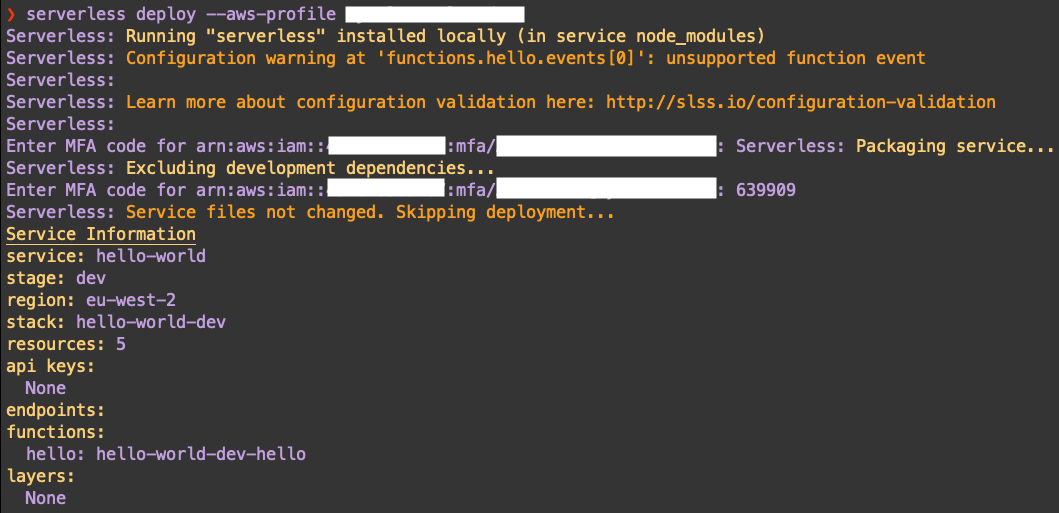 ❯ serverless deploy --aws-profile
Serverless: Running "serverless" installed locally (in service node_modules)
Serverless: Configuration warning at 'functions.hello.events[0]': unsupported function event
Serverless:
Serverless: Learn more about configuration validation here: http://slss.io/configuration-validation
Serverless:
Enter MFA code for arn:aws:iam:: :mfa/ : Serverless: Packaging service...
Serverless: Excluding development dependencies...
Enter MFA code for arn:aws:iam:: :mfa/ : 639909
Serverless: Service files not changed. Skipping deployment...
Service Information
service: hello-world
stage: dev
region: eu-west-2
stack: hello-world-dev
resources: 5
api keys:
  None
endpoints:
functions:
  hello: hello-world-dev-hello
layers:
  None